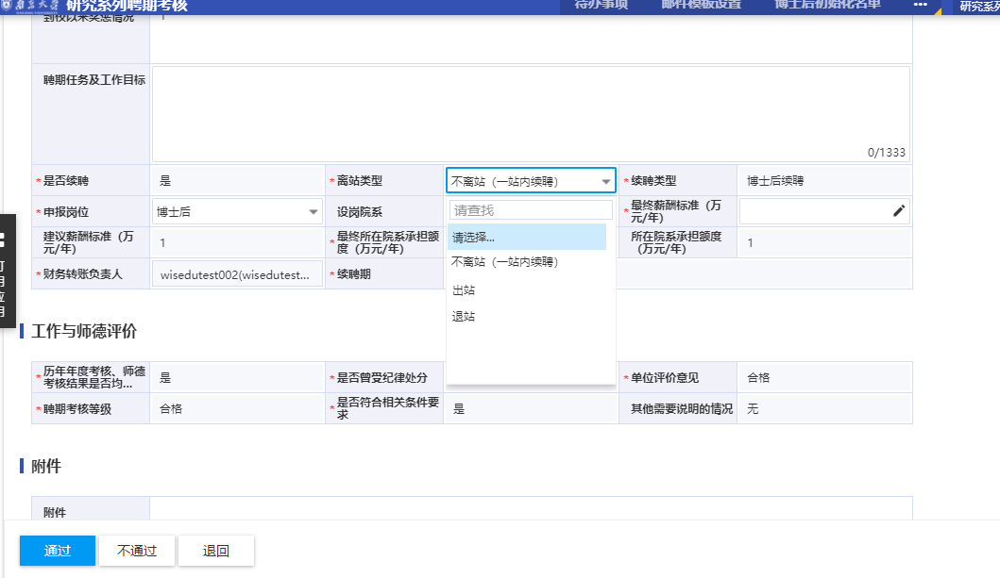 南京大学 研究系列聘期考核 待办事项 邮件模板设置 博士后初始化名单 ... 研究系列
到校以来奖惩情况 1
聘期任务及工作目标
0/1333
*是否续聘 是 *离站类型 不离站（一站内续聘） *续聘类型 博士后续聘
*申报岗位 博士后 设岗院系 请查找 *最终薪酬标准（万元/年）
请选择...
建议薪酬标准（万元/年） 1 *最终所在院系承担额度（万元/年） 所在院系承担额度（万元/年） 1
不离站（一站内续聘）
*财务转账负责人 wisedutest002(wisedutest... *续聘期
出站
退站
工作与师德评价
*历年年度考核、师德考核结果是否均... 是 *是否曾受纪律处分 *单位评价意见 合格
*聘期考核等级 合格 *是否符合相关条件要求 是 其他需要说明的情况 无
附件
附件
通过 不通过 退回